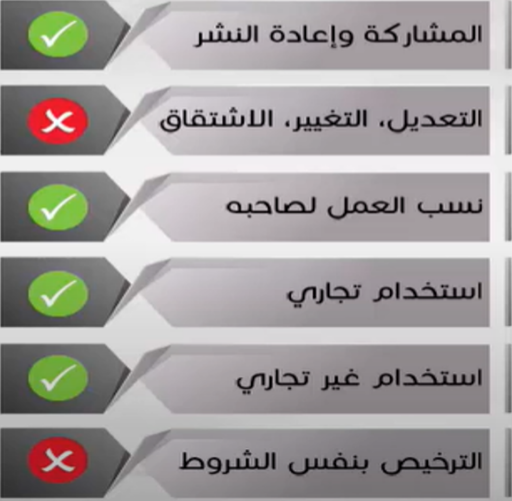 المشاركة وإعادة النشر
التعديل، التغيير، الاشتقاق
نسب العمل لصاحبه
استخدام تجاري
استخدام غير تجاري
الترخيص بنفس الشروط